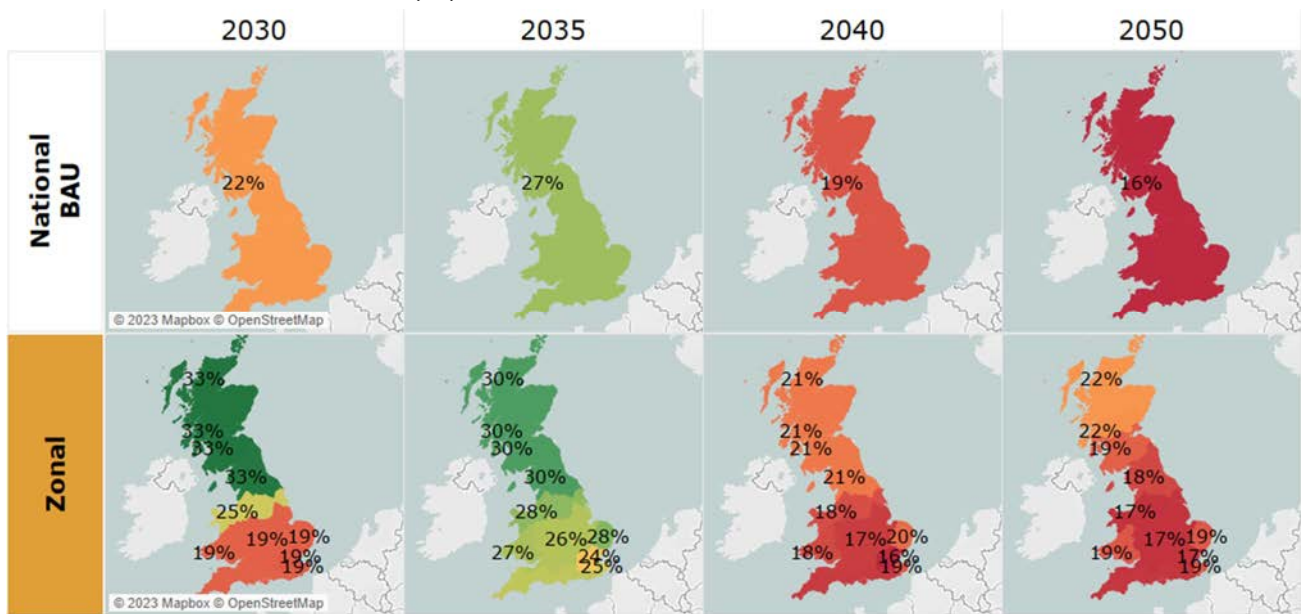 2030 2035 2040 2050
National
BAU
22% 27% 19% 16%
© 2023 Mapbox © OpenStreetMap
Zonal
33% 30% 21% 22%
33% 30% 21% 22%
33% 30% 21% 19%
33% 30% 21% 18%
25% 28% 18% 17%
19% 19% 26% 28% 17% 20% 17% 19%
19% 19% 27% 24% 18% 16% 19% 17%
19% 25% 19% 19%
© 2023 Mapbox © OpenStreetMap